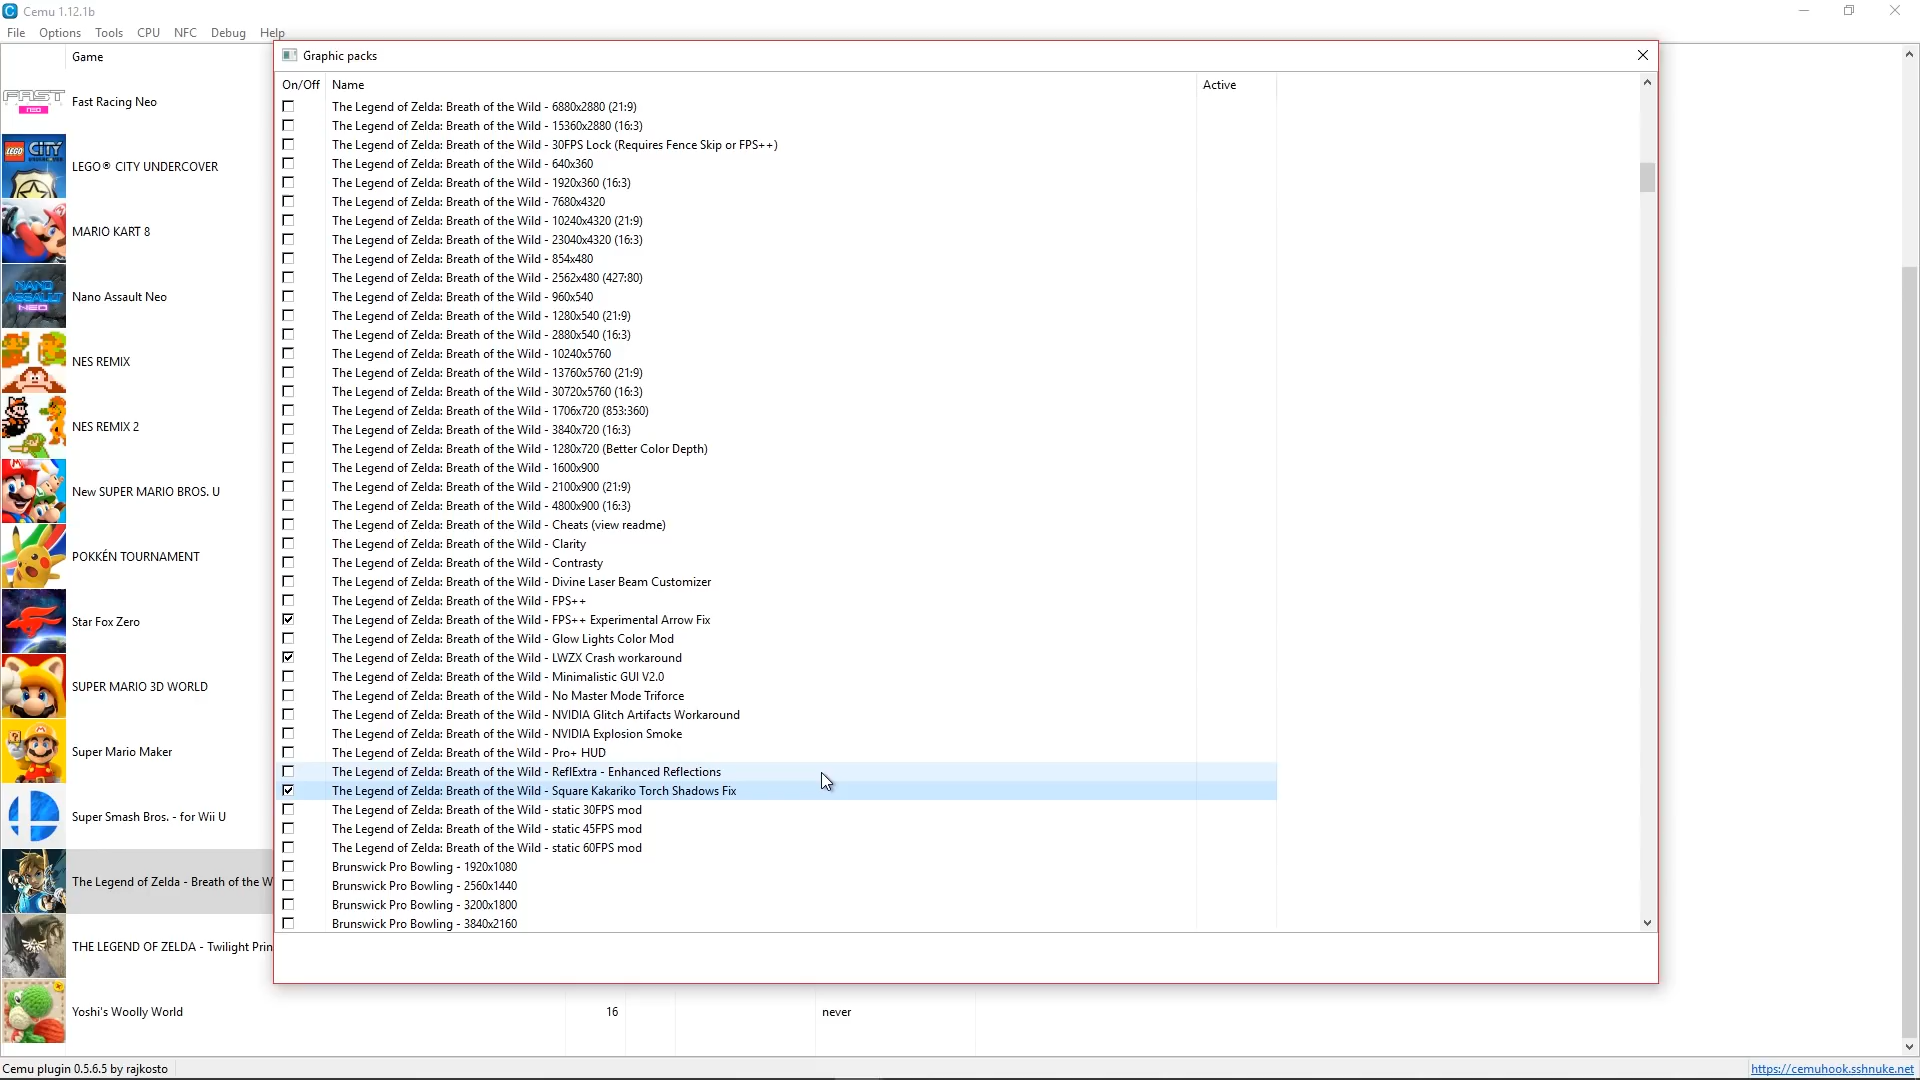 Cemu 1.12.1b
File Options Tools CPU NFC Debug Help
Game
Fast Racing Neo
LEGO® CITY UNDERCOVER
MARIO KART 8
Nano Assault Neo
NES REMIX
NES REMIX 2
New SUPER MARIO BROS. U
POKKÉN TOURNAMENT
Star Fox Zero
SUPER MARIO 3D WORLD
Super Mario Maker
Super Smash Bros. - for Wii U
The Legend of Zelda - Breath of the W
THE LEGEND OF ZELDA - Twilight Prin
Yoshi's Woolly World 16 never
FAST
NEO
LEGO CITY
UNDERCOVER
NANO
ASSAULT
NEO
Graphic packs
On/Off Name Active
The Legend of Zelda: Breath of the Wild - 6880x2880 (21:9)
The Legend of Zelda: Breath of the Wild - 15360x2880 (16:3)
The Legend of Zelda: Breath of the Wild - 30FPS Lock (Requires Fence Skip or FPS++)
The Legend of Zelda: Breath of the Wild - 640x360
The Legend of Zelda: Breath of the Wild - 1920x360 (16:3)
The Legend of Zelda: Breath of the Wild - 7680x4320
The Legend of Zelda: Breath of the Wild - 10240x4320 (21:9)
The Legend of Zelda: Breath of the Wild - 23040x4320 (16:3)
The Legend of Zelda: Breath of the Wild - 854x480
The Legend of Zelda: Breath of the Wild - 2562x480 (427:80)
The Legend of Zelda: Breath of the Wild - 960x540
The Legend of Zelda: Breath of the Wild - 1280x540 (21:9)
The Legend of Zelda: Breath of the Wild - 2880x540 (16:3)
The Legend of Zelda: Breath of the Wild - 10240x5760
The Legend of Zelda: Breath of the Wild - 13760x5760 (21:9)
The Legend of Zelda: Breath of the Wild - 30720x5760 (16:3)
The Legend of Zelda: Breath of the Wild - 1706x720 (853:360)
The Legend of Zelda: Breath of the Wild - 3840x720 (16:3)
The Legend of Zelda: Breath of the Wild - 1280x720 (Better Color Depth)
The Legend of Zelda: Breath of the Wild - 1600x900
The Legend of Zelda: Breath of the Wild - 2100x900 (21:9)
The Legend of Zelda: Breath of the Wild - 4800x900 (16:3)
The Legend of Zelda: Breath of the Wild - Cheats (view readme)
The Legend of Zelda: Breath of the Wild - Clarity
The Legend of Zelda: Breath of the Wild - Contrasty
The Legend of Zelda: Breath of the Wild - Divine Laser Beam Customizer
The Legend of Zelda: Breath of the Wild - FPS++
The Legend of Zelda: Breath of the Wild - FPS++ Experimental Arrow Fix
The Legend of Zelda: Breath of the Wild - Glow Lights Color Mod
The Legend of Zelda: Breath of the Wild - LWZX Crash workaround
The Legend of Zelda: Breath of the Wild - Minimalistic GUI V2.0
The Legend of Zelda: Breath of the Wild - No Master Mode Triforce
The Legend of Zelda: Breath of the Wild - NVIDIA Glitch Artifacts Workaround
The Legend of Zelda: Breath of the Wild - NVIDIA Explosion Smoke
The Legend of Zelda: Breath of the Wild - Pro+ HUD
The Legend of Zelda: Breath of the Wild - ReflExtra - Enhanced Reflections
The Legend of Zelda: Breath of the Wild - Square Kakariko Torch Shadows Fix
The Legend of Zelda: Breath of the Wild - static 30FPS mod
The Legend of Zelda: Breath of the Wild - static 45FPS mod
The Legend of Zelda: Breath of the Wild - static 60FPS mod
Brunswick Pro Bowling - 1920x1080
Brunswick Pro Bowling - 2560x1440
Brunswick Pro Bowling - 3200x1800
Brunswick Pro Bowling - 3840x2160
Cemu plugin 0.5.6.5 by rajkosto
https://cemuhook.sshnuke.net